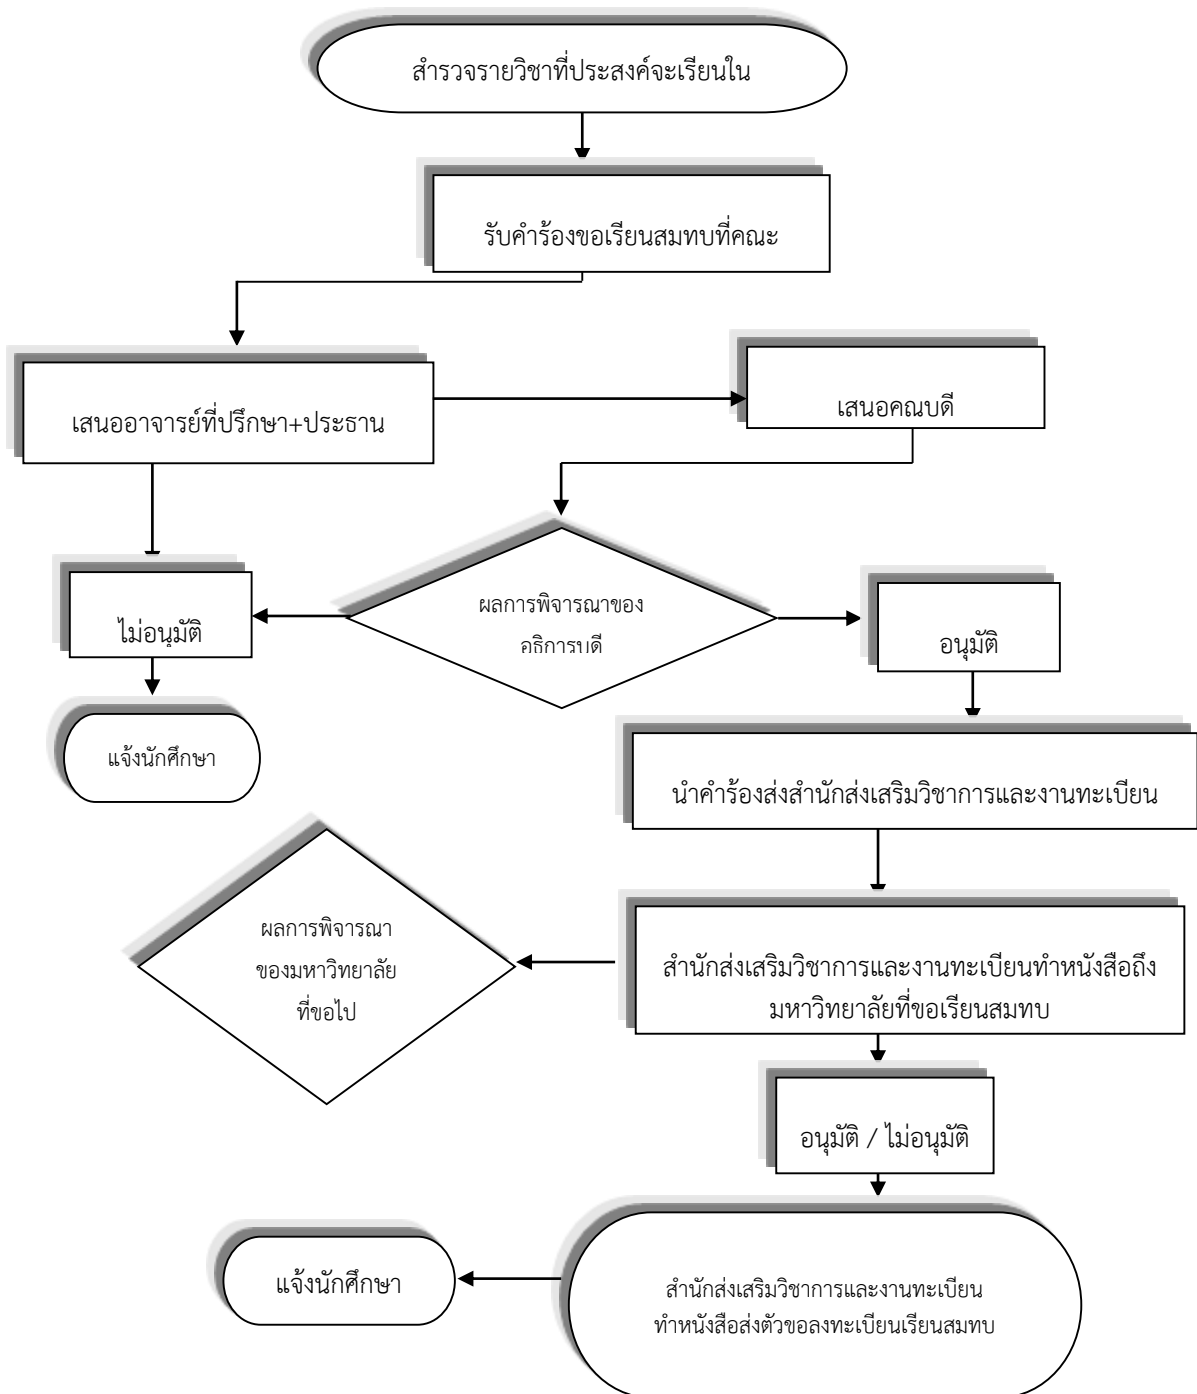 สำรวจรายวิชาที่ประสงค์จะเรียนใน
รับคำร้องขอเรียนสมทบที่คณะ
เสนออาจารย์ที่ปรึกษา+ประธาน
เสนอคณบดี
ผลการพิจารณาของ
อธิการบดี
ไม่อนุมัติ
อนุมัติ
แจ้งนักศึกษา
นำคำร้องส่งสำนักส่งเสริมวิชาการและงานทะเบียน
ผลการพิจารณา
ของมหาวิทยาลัย
ที่ขอไป
สำนักส่งเสริมวิชาการและงานทะเบียนทำหนังสือถึง
มหาวิทยาลัยที่ขอเรียนสมทบ
อนุมัติ / ไม่อนุมัติ
แจ้งนักศึกษา
สำนักส่งเสริมวิชาการและงานทะเบียน
ทำหนังสือส่งตัวขอลงทะเบียนเรียนสมทบ